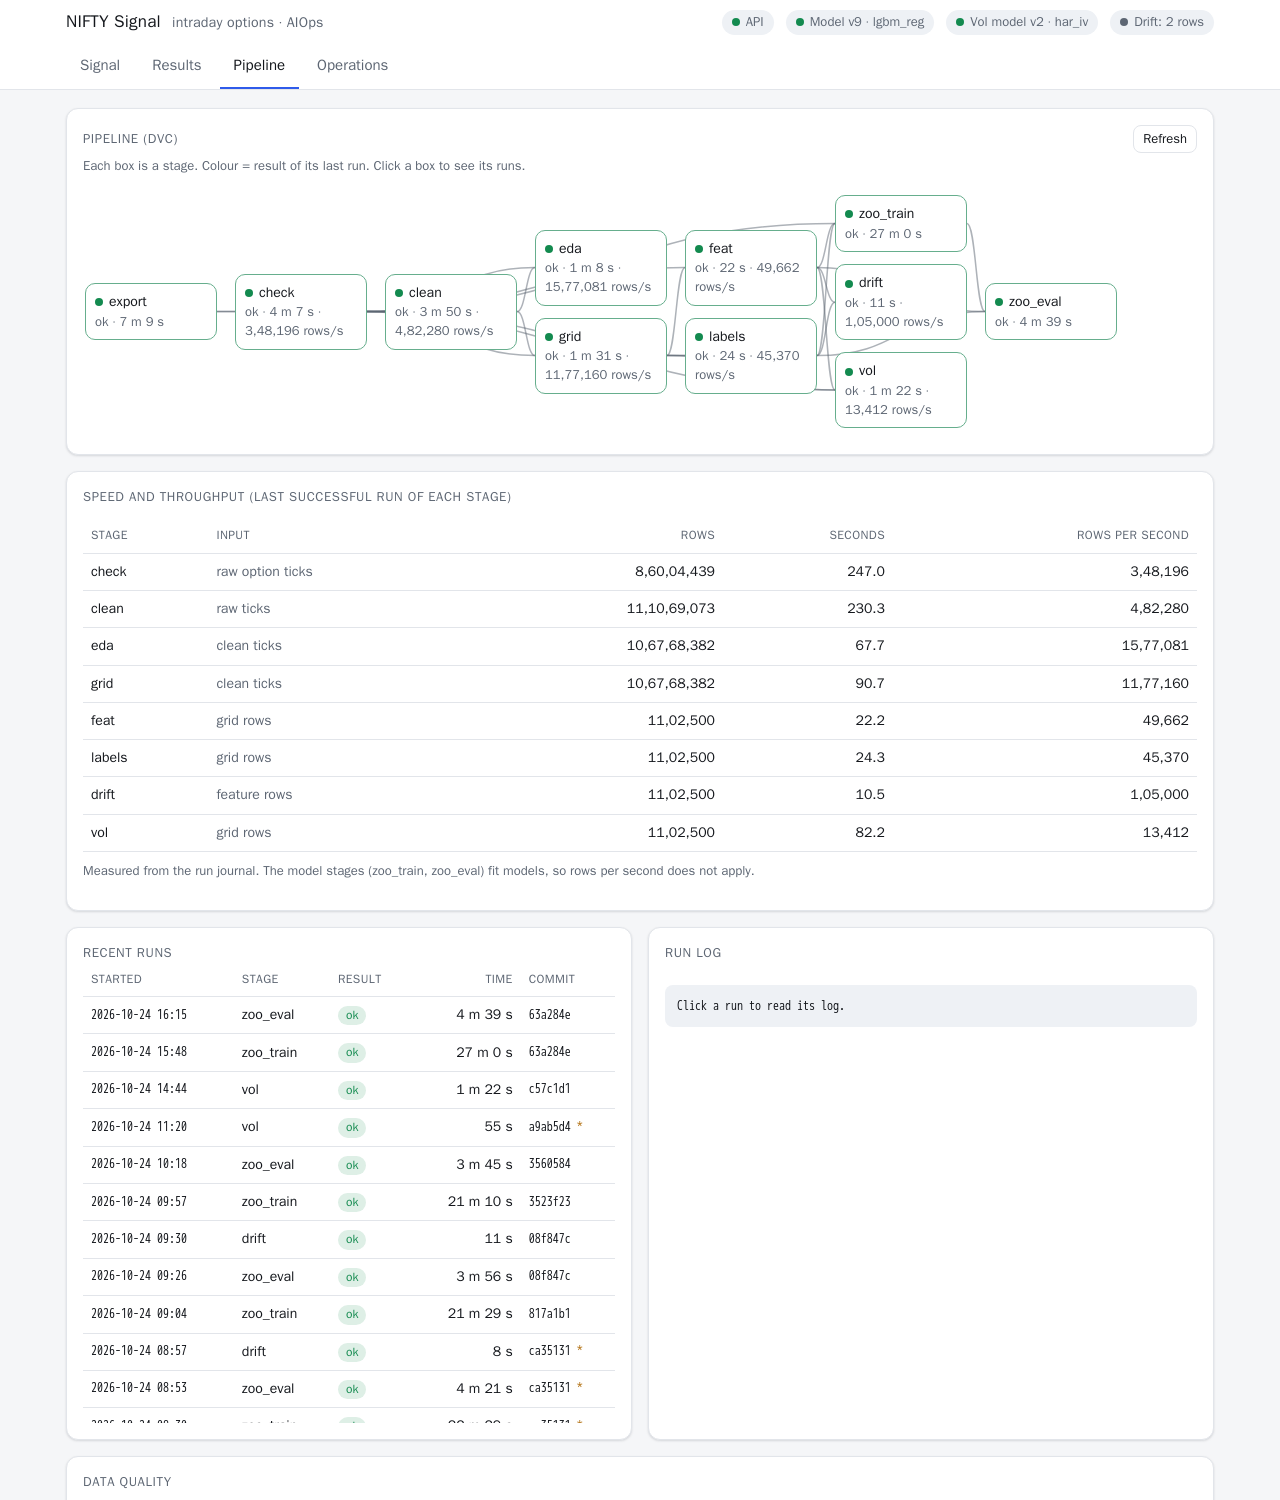 NIFTY Signal intraday options · AIOps
API
Model v9 · lgbm_reg
Vol model v2 · har_iv
Drift: 2 rows
Signal Results Pipeline Operations
PIPELINE (DVC)
Refresh
Each box is a stage. Colour = result of its last run. Click a box to see its runs.
export
ok · 7 m 9 s
check
ok · 4 m 7 s ·
3,48,196 rows/s
clean
ok · 3 m 50 s ·
4,82,280 rows/s
eda
ok · 1 m 8 s ·
15,77,081 rows/s
grid
ok · 1 m 31 s ·
11,77,160 rows/s
feat
ok · 22 s · 49,662
rows/s
labels
ok · 24 s · 45,370
rows/s
zoo_train
ok · 27 m 0 s
drift
ok · 11 s ·
1,05,000 rows/s
vol
ok · 1 m 22 s ·
13,412 rows/s
zoo_eval
ok · 4 m 39 s
SPEED AND THROUGHPUT (LAST SUCCESSFUL RUN OF EACH STAGE)
STAGE INPUT ROWS SECONDS ROWS PER SECOND
check raw option ticks 8,60,04,439 247.0 3,48,196
clean raw ticks 11,10,69,073 230.3 4,82,280
eda clean ticks 10,67,68,382 67.7 15,77,081
grid clean ticks 10,67,68,382 90.7 11,77,160
feat grid rows 11,02,500 22.2 49,662
labels grid rows 11,02,500 24.3 45,370
drift feature rows 11,02,500 10.5 1,05,000
vol grid rows 11,02,500 82.2 13,412
Measured from the run journal. The model stages (zoo_train, zoo_eval) fit models, so rows per second does not apply.
RECENT RUNS
STARTED STAGE RESULT TIME COMMIT
2026-10-24 16:15 zoo_eval ok 4 m 39 s 63a284e
2026-10-24 15:48 zoo_train ok 27 m 0 s 63a284e
2026-10-24 14:44 vol ok 1 m 22 s c57c1d1
2026-10-24 11:20 vol ok 55 s a9ab5d4 *
2026-10-24 10:18 zoo_eval ok 3 m 45 s 3560584
2026-10-24 09:57 zoo_train ok 21 m 10 s 3523f23
2026-10-24 09:30 drift ok 11 s 08f847c
2026-10-24 09:26 zoo_eval ok 3 m 56 s 08f847c
2026-10-24 09:04 zoo_train ok 21 m 29 s 817a1b1
2026-10-24 08:57 drift ok 8 s ca35131 *
2026-10-24 08:53 zoo_eval ok 4 m 21 s ca35131 *
RUN LOG
Click a run to read its log.
DATA QUALITY